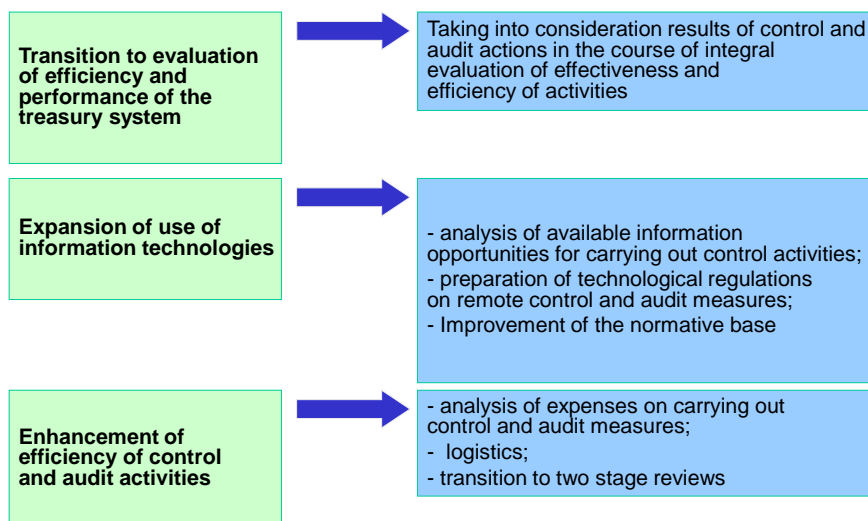 Transition to evaluation
of efficiency and
performance of the
treasury system
Taking into consideration results of control and
audit actions in the course of integral
evaluation of effectiveness and
efficiency of activities
Expansion of use of
information technologies
- analysis of available information
opportunities for carrying out control activities;
- preparation of technological regulations
on remote control and audit measures;
- Improvement of the normative base
Enhancement of
efficiency of control
and audit activities
- analysis of expenses on carrying out
control and audit measures;
- logistics;
- transition to two stage reviews